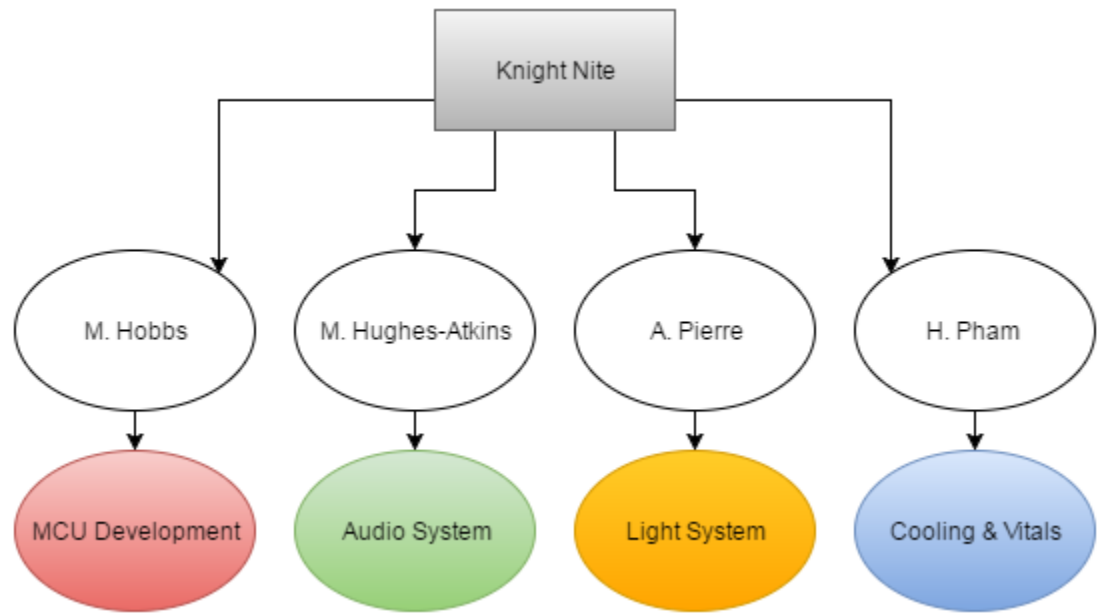 Knight Nite
M. Hobbs
M. Hughes-Atkins
A. Pierre
H. Pham
MCU Development
Audio System
Light System
Cooling & Vitals